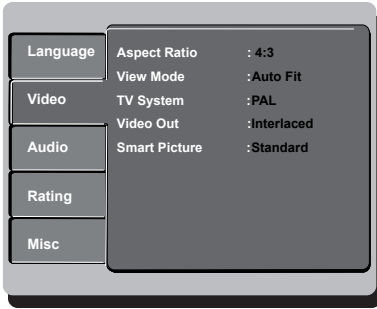 Language
Video
Audio
Rating
Misc
Aspect Ratio : 4:3
View Mode :Auto Fit
TV System :PAL
Video Out :Interlaced
Smart Picture :Standard